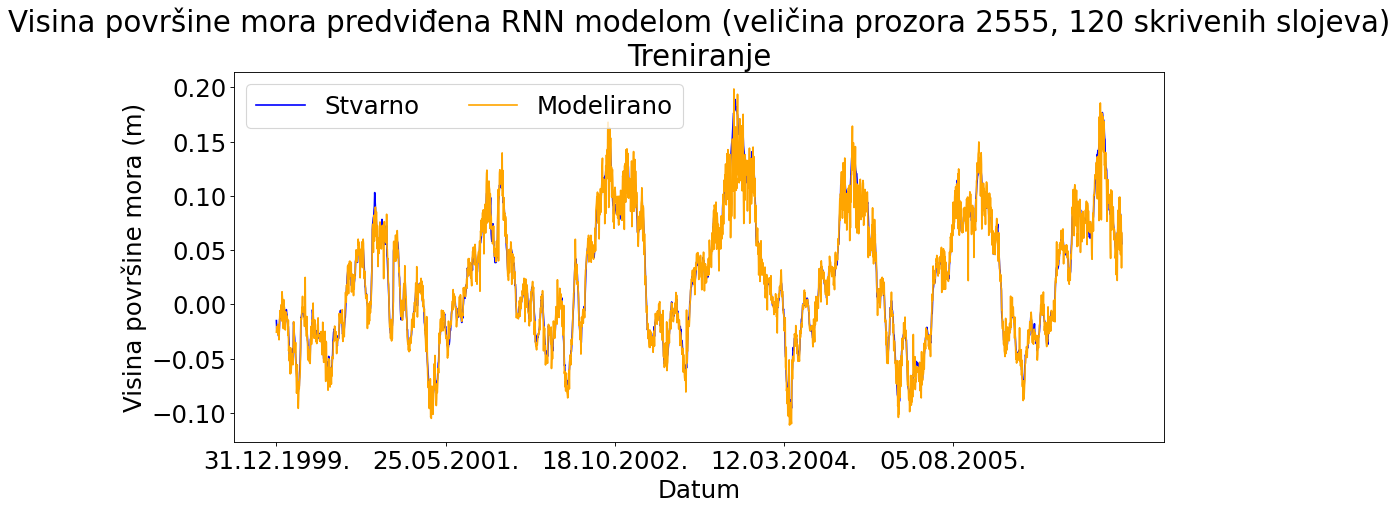 Visina površine mora predviđena RNN modelom (veličina prozora 2555, 120 skrivenih slojeva)
Treniranje
Stvarno
Modelirano
Visina površine mora (m)
0.20
0.15
0.10
0.05
0.00
−0.05
−0.10
31.12.1999.
25.05.2001.
18.10.2002.
12.03.2004.
05.08.2005.
Datum